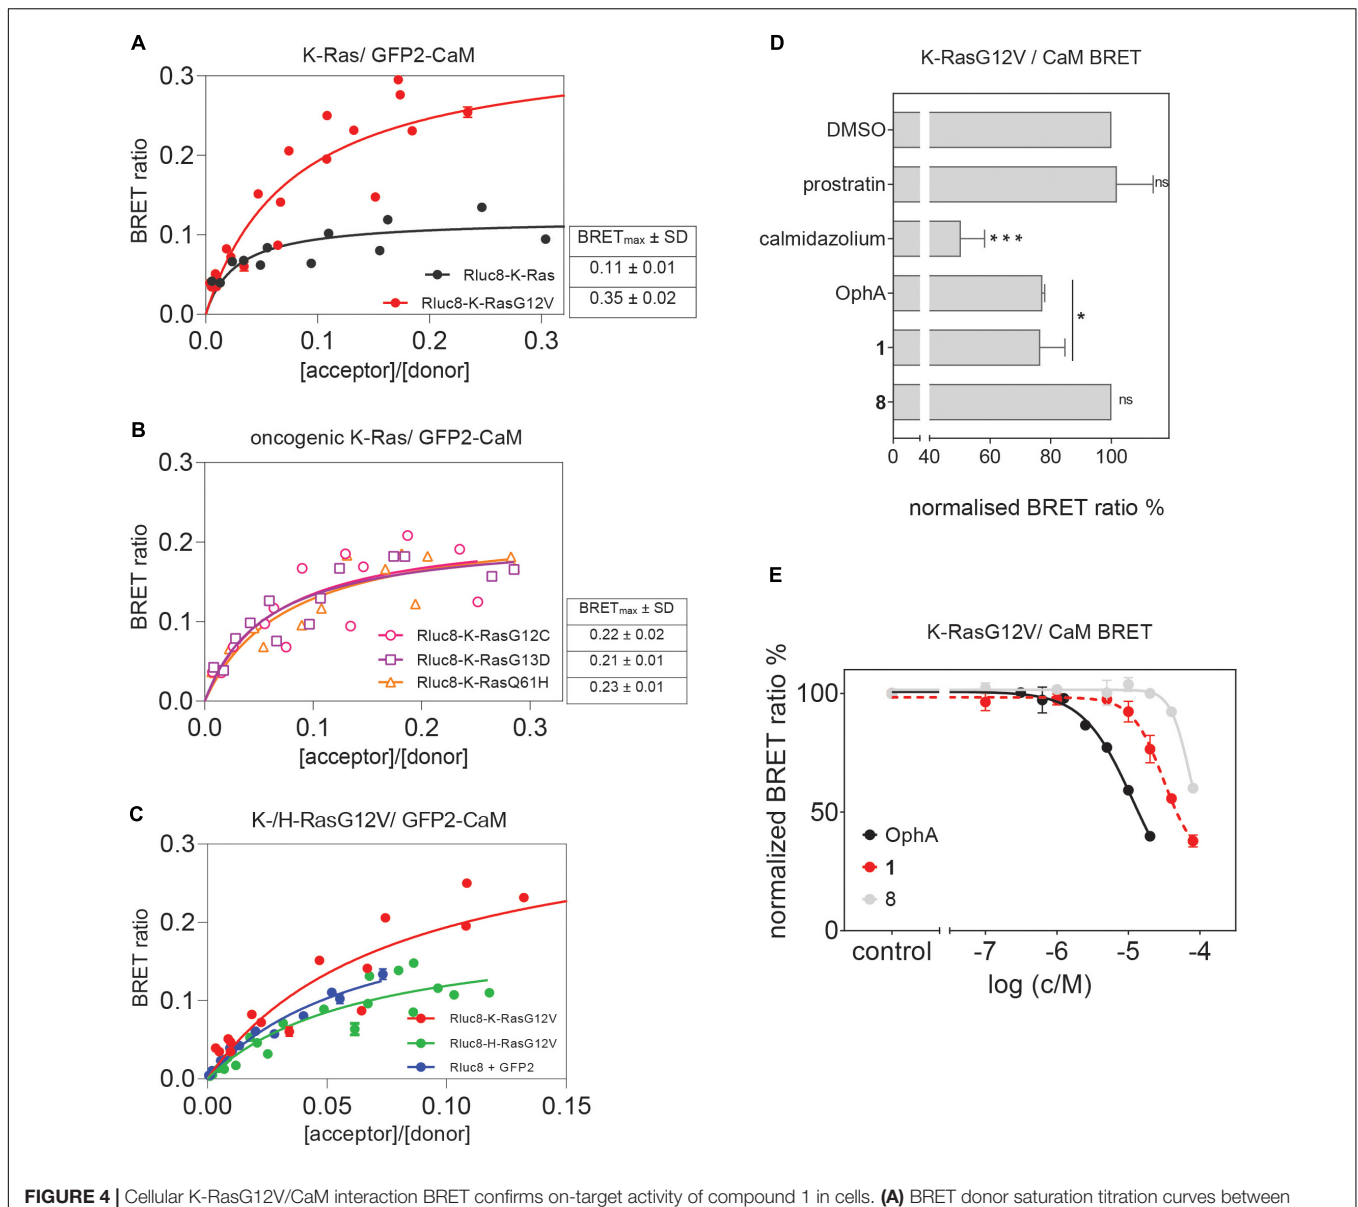 A
K-Ras/ GFP2-CaM
BRET ratio
0.3
0.2
0.1
0.0
0.0 0.1 0.2 0.3
[acceptor]/[donor]
Rluc8-K-Ras
Rluc8-K-RasG12V
BRETmax ± SD
0.11 ± 0.01
0.35 ± 0.02
B
oncogenic K-Ras/ GFP2-CaM
BRET ratio
0.3
0.2
0.1
0.0
0.0 0.1 0.2 0.3
[acceptor]/[donor]
Rluc8-K-RasG12C
Rluc8-K-RasG13D
Rluc8-K-RasQ61H
BRETmax ± SD
0.22 ± 0.02
0.21 ± 0.01
0.23 ± 0.01
C
K-/H-RasG12V/ GFP2-CaM
BRET ratio
0.3
0.2
0.1
0.0
0.00 0.05 0.10 0.15
[acceptor]/[donor]
Rluc8-K-RasG12V
Rluc8-H-RasG12V
Rluc8 + GFP2
D
K-RasG12V / CaM BRET
DMSO
prostratin ns
calmidazolium ***
OphA
*
1
8 ns
0 40 60 80 100
normalised BRET ratio %
E
K-RasG12V/ CaM BRET
normalized BRET ratio %
100
50
0
OphA
1
8
control -7 -6 -5 -4
log (c/M)
FIGURE 4 | Cellular K-RasG12V/CaM interaction BRET confirms on-target activity of compound 1 in cells. (A) BRET donor saturation titration curves between